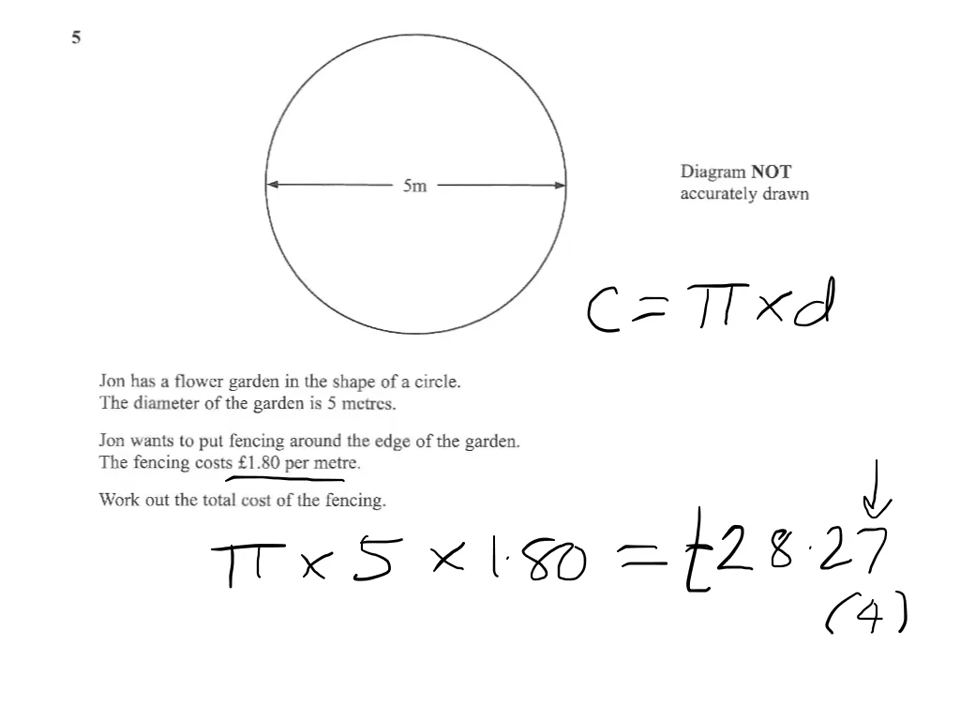 5
5m
Diagram NOT
accurately drawn
C = π × d
Jon has a flower garden in the shape of a circle.
The diameter of the garden is 5 metres.
Jon wants to put fencing around the edge of the garden.
The fencing costs £1.80 per metre.
Work out the total cost of the fencing.
π × 5 × 1.80 = £28.27
(4)